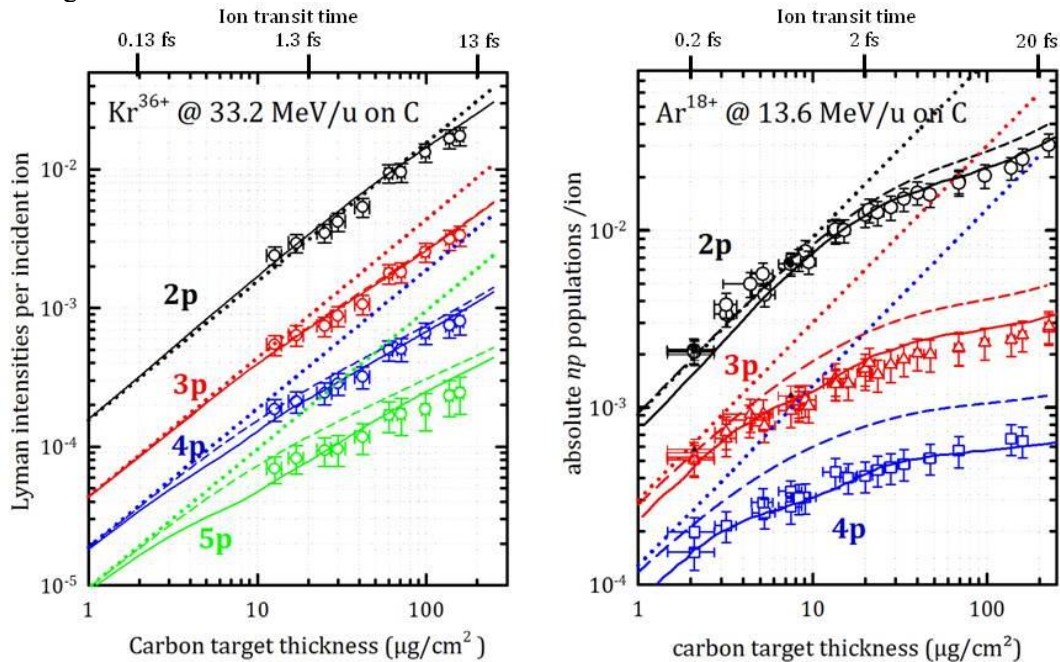 Ion transit time
0.13 fs 1.3 fs 13 fs
Kr36+ @ 33.2 MeV/u on C
Lyman intensities per incident ion
10-2
10-3
10-4
10-5
2p
3p
4p
5p
1 10 100
Carbon target thickness (μg/cm2)
Ion transit time
0.2 fs 2 fs 20 fs
Ar18+ @ 13.6 MeV/u on C
absolute np populations /ion
10-2
10-3
10-4
2p
3p
4p
1 10 100
carbon target thickness (μg/cm2)